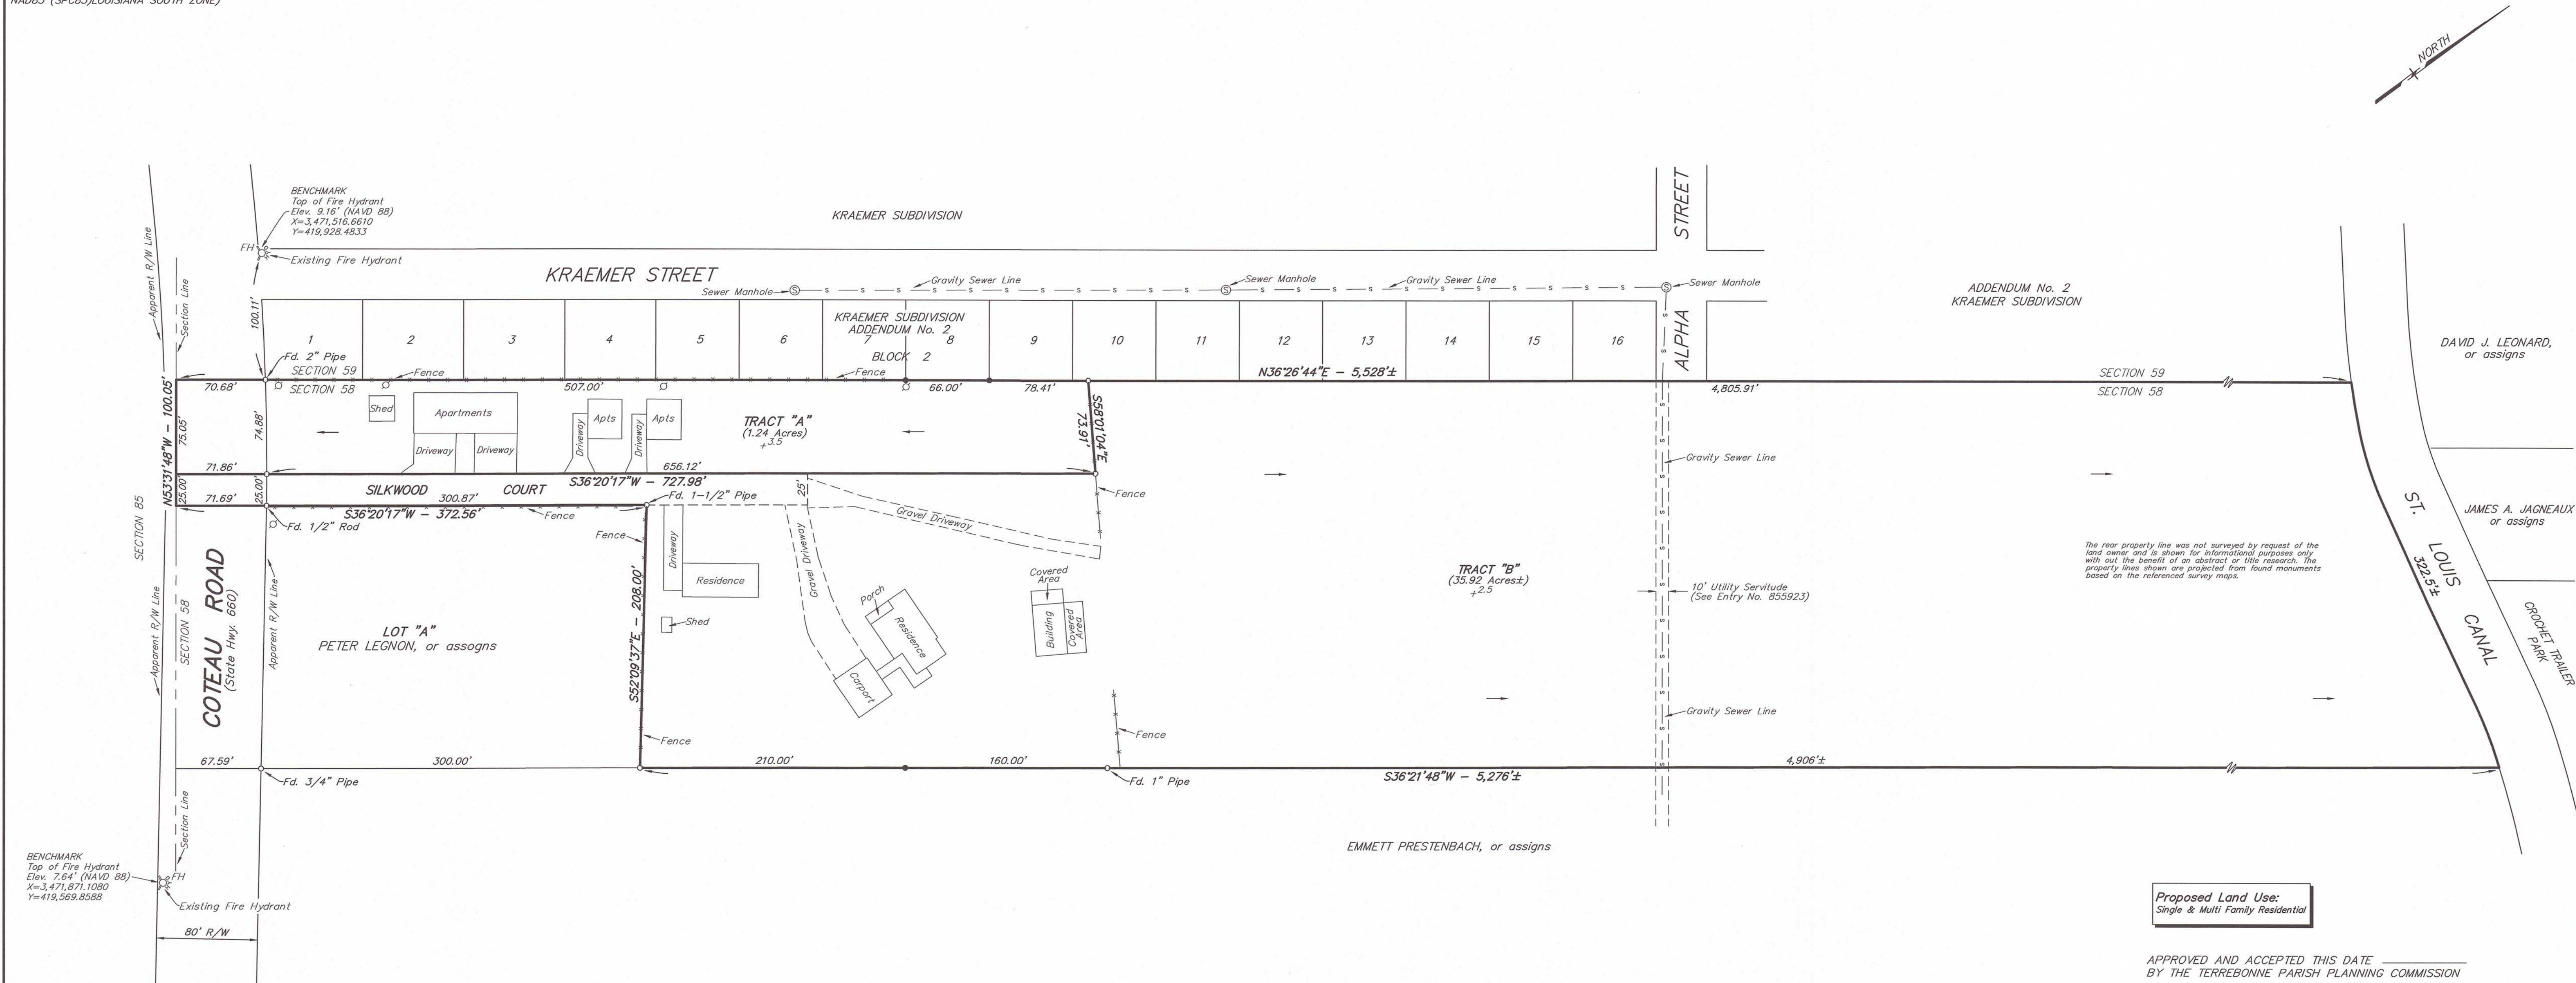 NAD83 (SPC83)LOUISIANA SOUTH ZONE)
NORTH
BENCHMARK
Top of Fire Hydrant
Elev. 9.16' (NAVD 88)
X=3,471,516.6610
Y=419,928.4833
FH
Existing Fire Hydrant
Apparent R/W Line
Section Line
100.11'
KRAEMER SUBDIVISION
KRAEMER STREET
Sewer Manhole
Gravity Sewer Line
Sewer Manhole
Gravity Sewer Line
Sewer Manhole
ALPHA STREET
ADDENDUM No. 2
KRAEMER SUBDIVISION
KRAEMER SUBDIVISION
ADDENDUM No. 2
1 2 3 4 5 6 7 8 9 10 11 12 13 14 15 16
BLOCK 2
Fd. 2" Pipe
SECTION 59
SECTION 58
Fence
Fence
70.68'
507.00'
66.00'
78.41'
N36°26'44"E - 5,528'±
4,805.91'
SECTION 59
SECTION 58
DAVID J. LEONARD,
or assigns
N53°31'48"W - 100.05'
75.05'
74.88'
Shed
Apartments
Driveway
Driveway
Driveway
Apts
Driveway
Apts
TRACT "A"
(1.24 Acres)
+3.5
S58°01'04"E
73.91'
71.86'
656.12'
S36°20'17"W - 727.98'
25.00'
25.00'
71.69'
SILKWOOD COURT
300.87'
S36°20'17"W - 372.56'
Fence
Fd. 1-1/2" Pipe
Fd. 1/2" Rod
25'
Gravel Driveway
Gravel Driveway
Fence
Gravity Sewer Line
SECTION 85
SECTION 58
Apparent R/W Line
COTEAU ROAD
(State Hwy. 660)
Apparent R/W Line
LOT "A"
PETER LEGNON, or assogns
Fence
S52°09'37"E - 208.00'
Driveway
Residence
Shed
Porch
Residence
Carport
Covered
Area
Building
Covered
Area
TRACT "B"
(35.92 Acres±)
+2.5
10' Utility Servitude
(See Entry No. 855923)
The rear property line was not surveyed by request of the
land owner and is shown for informational purposes only
with out the benefit of an abstract or title research. The
property lines shown are projected from found monuments
based on the referenced survey maps.
ST. LOUIS CANAL
322.5'±
JAMES A. JAGNEAUX
or assigns
CROCHET TRAILER
PARK
Gravity Sewer Line
Fence
Fence
67.59'
300.00'
210.00'
160.00'
4,906'±
Fd. 3/4" Pipe
Fd. 1" Pipe
S36°21'48"W - 5,276'±
Section Line
EMMETT PRESTENBACH, or assigns
BENCHMARK
Top of Fire Hydrant
Elev. 7.64' (NAVD 88)
X=3,471,871.1080
Y=419,569.8588
FH
Existing Fire Hydrant
80' R/W
Proposed Land Use:
Single & Multi Family Residential
APPROVED AND ACCEPTED THIS DATE
BY THE TERREBONNE PARISH PLANNING COMMISSION